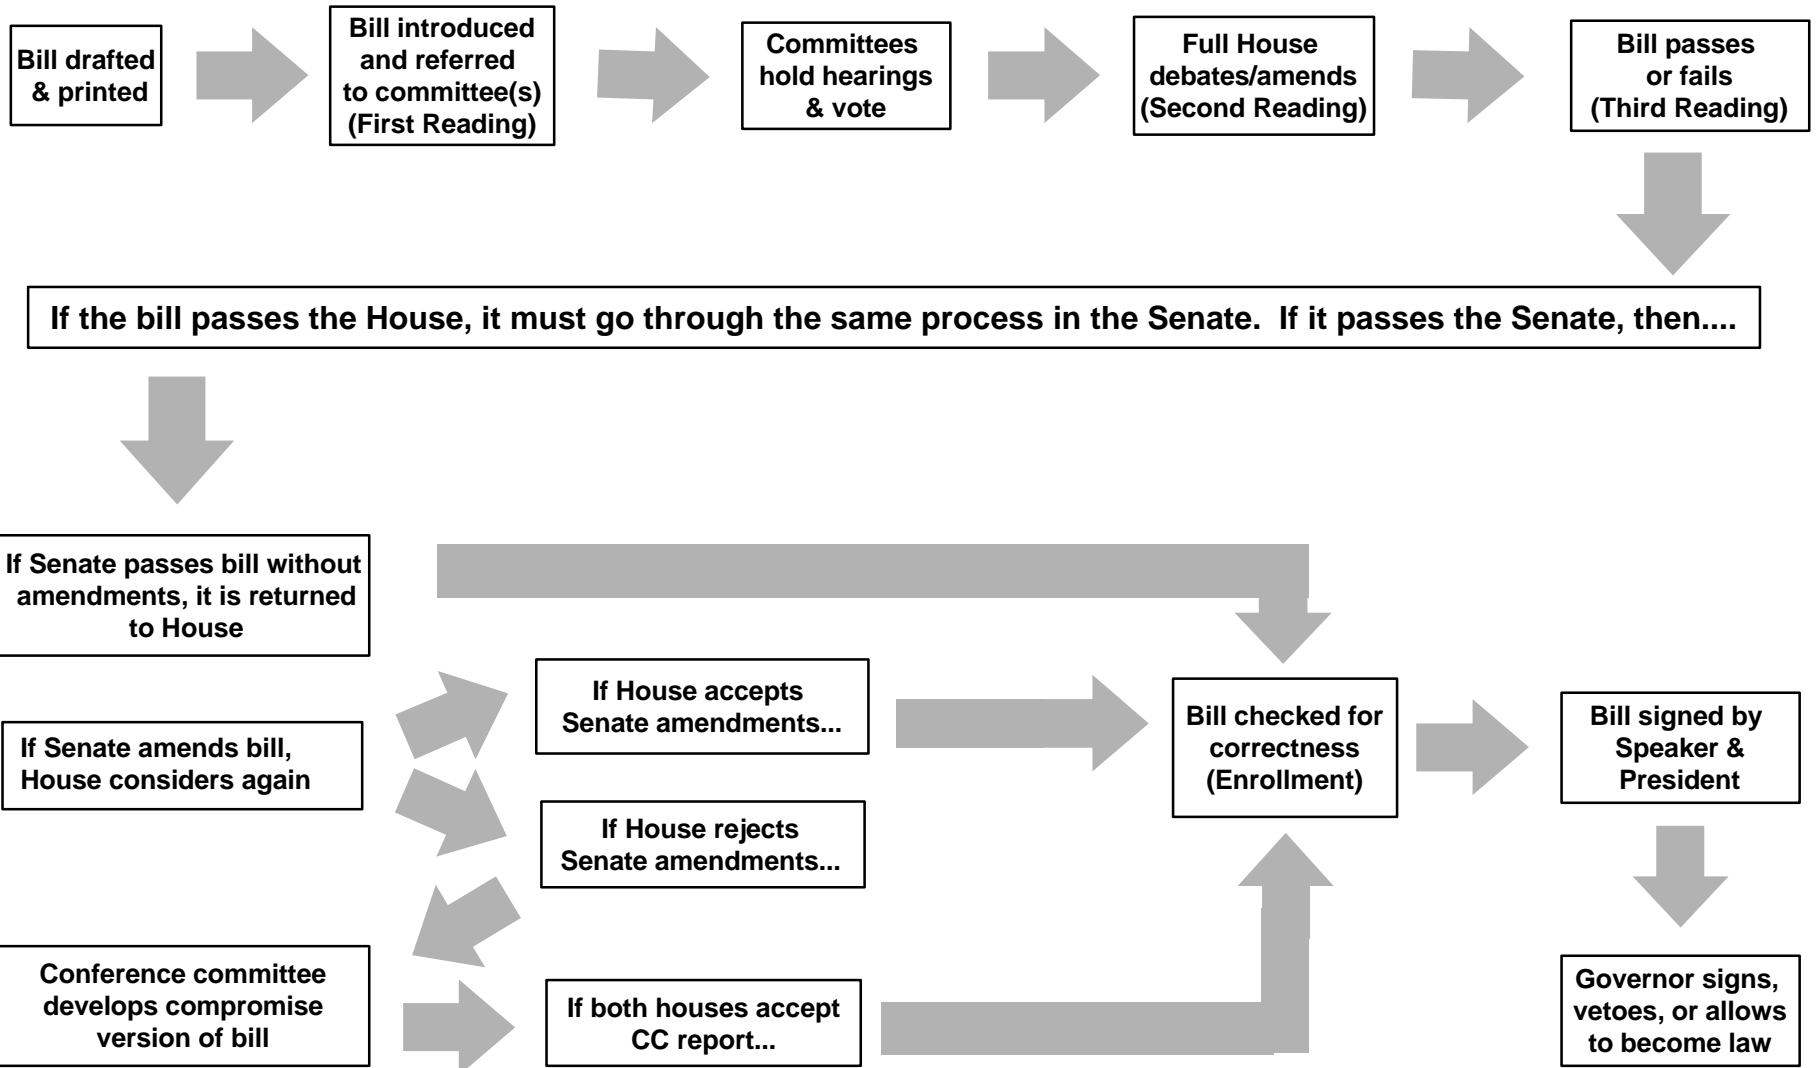 Bill drafted
& printed
Bill introduced
and referred
to committee(s)
(First Reading)
Committees
hold hearings
& vote
Full House
debates/amends
(Second Reading)
Bill passes
or fails
(Third Reading)
If the bill passes the House, it must go through the same process in the Senate.  If it passes the Senate, then....
If Senate passes bill without
amendments, it is returned
to House
If Senate amends bill,
House considers again
If House accepts
Senate amendments...
If House rejects
Senate amendments...
Conference committee
develops compromise
version of bill
If both houses accept
CC report...
Bill checked for
correctness
(Enrollment)
Bill signed by
Speaker &
President
Governor signs,
vetoes, or allows
to become law